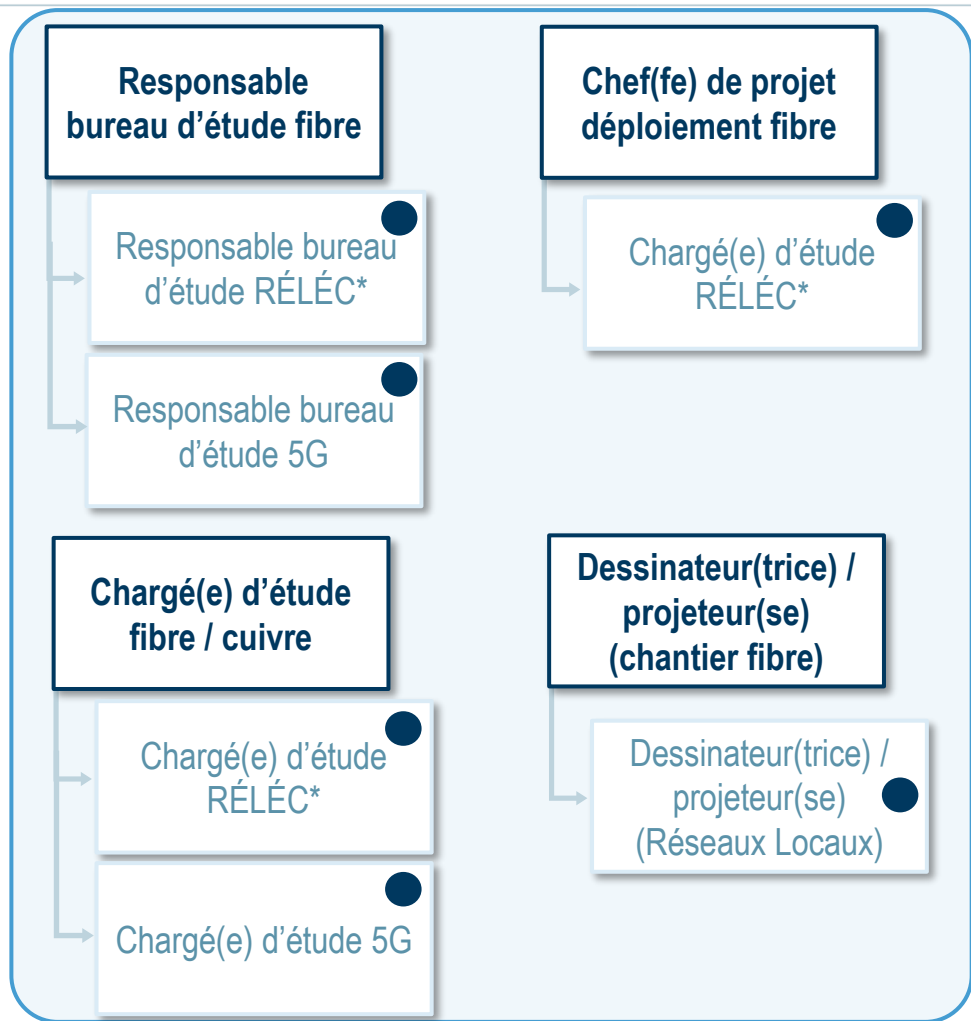 Responsable
bureau d'étude fibre
Responsable bureau
d'étude RÉLÉC*
Responsable bureau
d'étude 5G
Chef(fe) de projet
déploiement fibre
Chargé(e) d'étude
RÉLÉC*
Chargé(e) d'étude
fibre / cuivre
Chargé(e) d'étude
RÉLÉC*
Chargé(e) d'étude 5G
Dessinateur(trice) /
projeteur(se)
(chantier fibre)
Dessinateur(trice) /
projeteur(se)
(Réseaux Locaux)